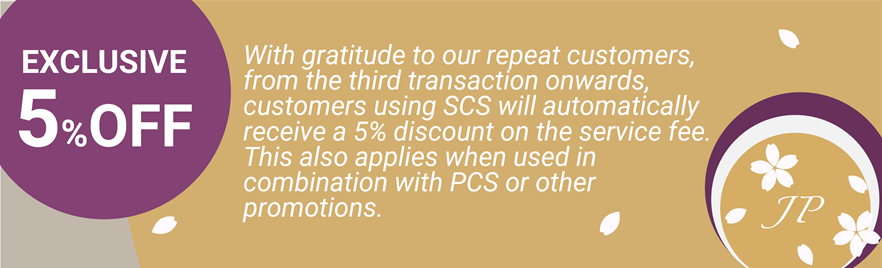 EXCLUSIVE
5%OFF
With gratitude to our repeat customers,
from the third transaction onwards,
customers using SCS will automatically
receive a 5% discount on the service fee.
This also applies when used in
combination with PCS or other
promotions.
JP